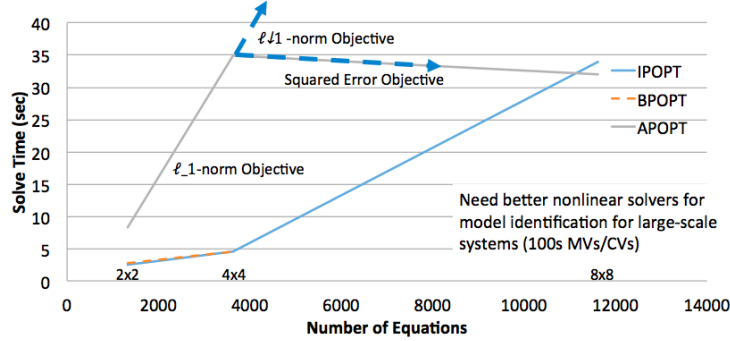 40
35
30
25
20
15
10
5
0
Solve Time (sec)
ℓ↓1 -norm Objective
Squared Error Objective
ℓ_1-norm Objective
IPOPT
BPOPT
APOPT
Need better nonlinear solvers for
model identification for large-scale
systems (100s MVs/CVs)
2x2 4x4 8x8
0 2000 4000 6000 8000 10000 12000 14000
Number of Equations